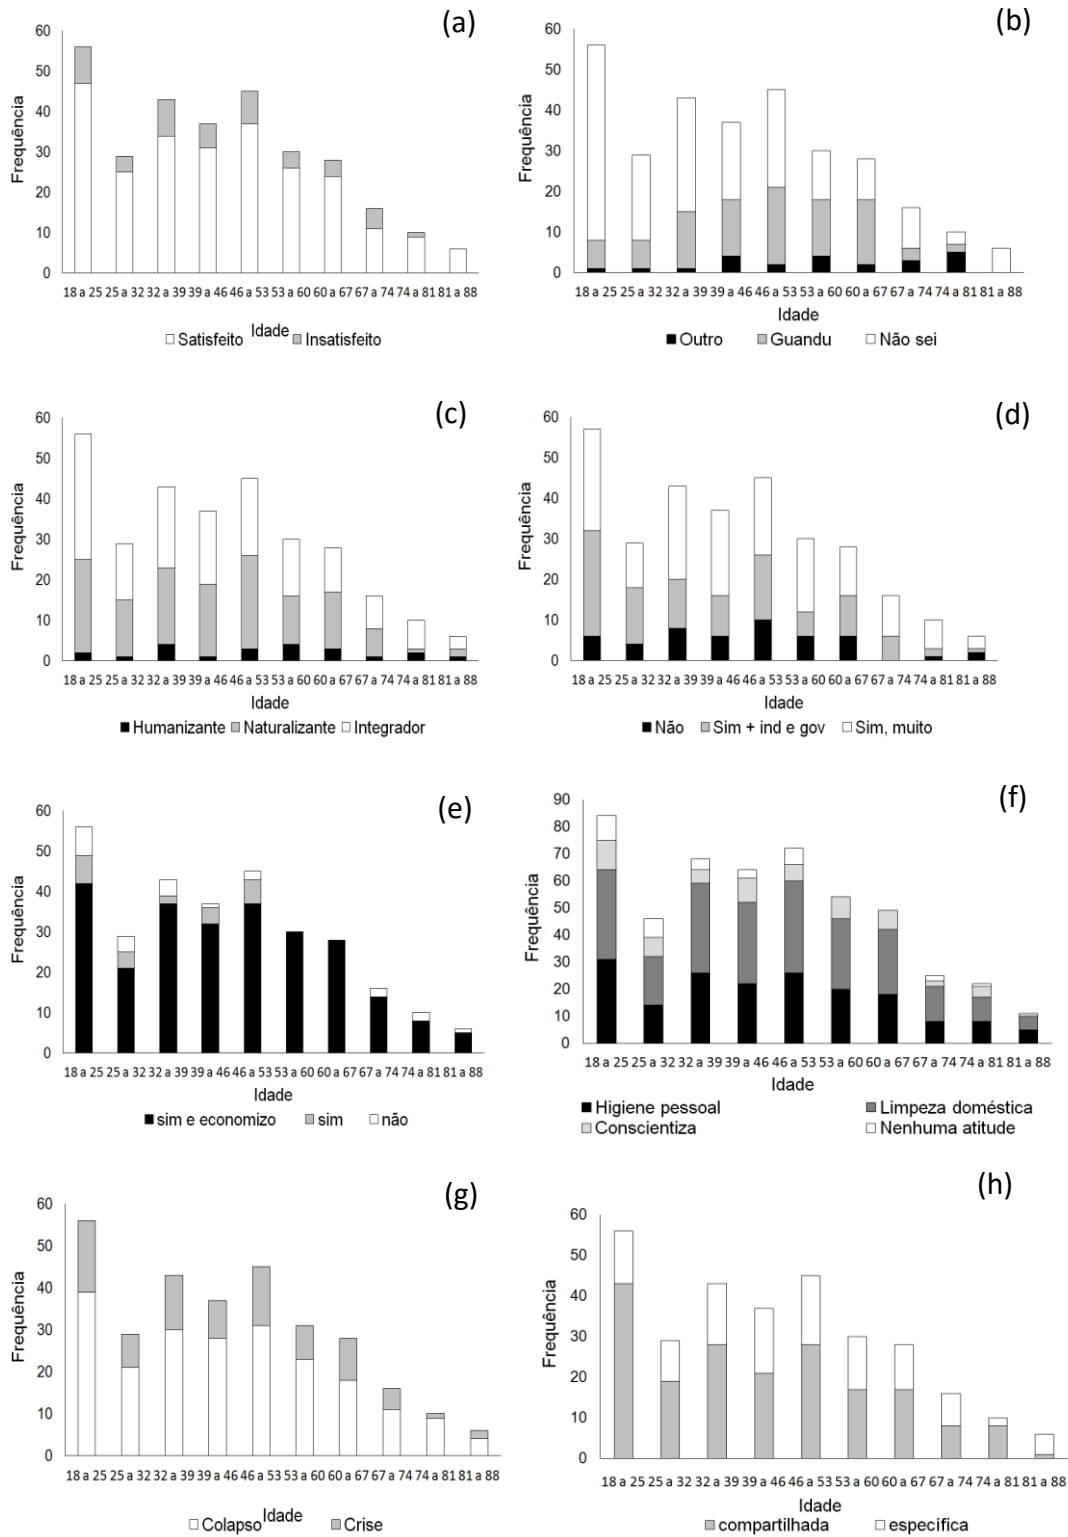 (a)
60
50
40
30
20
10
0
Frequência
18 a 25 25 a 32 32 a 39 39 a 46 46 a 53 53 a 60 60 a 67 67 a 74 74 a 81 81 a 88
Idade
Satisfeito Insatisfeito
(b)
60
50
40
30
20
10
0
Frequência
18 a 25 25 a 32 32 a 39 39 a 46 46 a 53 53 a 60 60 a 67 67 a 74 74 a 81 81 a 88
Idade
Outro Guandu Não sei
(c)
60
50
40
30
20
10
0
Frequência
18 a 25 25 a 32 32 a 39 39 a 46 46 a 53 53 a 60 60 a 67 67 a 74 74 a 81 81 a 88
Idade
Humanizante Naturalizante Integrador
(d)
60
50
40
30
20
10
0
Frequência
18 a 25 25 a 32 32 a 39 39 a 46 46 a 53 53 a 60 60 a 67 67 a 74 74 a 81 81 a 88
Idade
Não Sim + ind e gov Sim, muito
(e)
60
50
40
30
20
10
0
Frequência
18 a 25 25 a 32 32 a 39 39 a 46 46 a 53 53 a 60 60 a 67 67 a 74 74 a 81 81 a 88
Idade
sim e economizo sim não
(f)
90
80
70
60
50
40
30
20
10
0
Frequência
18 a 25 25 a 32 32 a 39 39 a 46 46 a 53 53 a 60 60 a 67 67 a 74 74 a 81 81 a 88
Idade
Higiene pessoal Limpeza doméstica
Conscientiza Nenhuma atitude
(g)
60
50
40
30
20
10
0
Frequência
18 a 25 25 a 32 32 a 39 39 a 46 46 a 53 53 a 60 60 a 67 67 a 74 74 a 81 81 a 88
Idade
Colapso Crise
(h)
60
50
40
30
20
10
0
Frequência
18 a 25 25 a 32 32 a 39 39 a 46 46 a 53 53 a 60 60 a 67 67 a 74 74 a 81 81 a 88
Idade
compartilhada específica